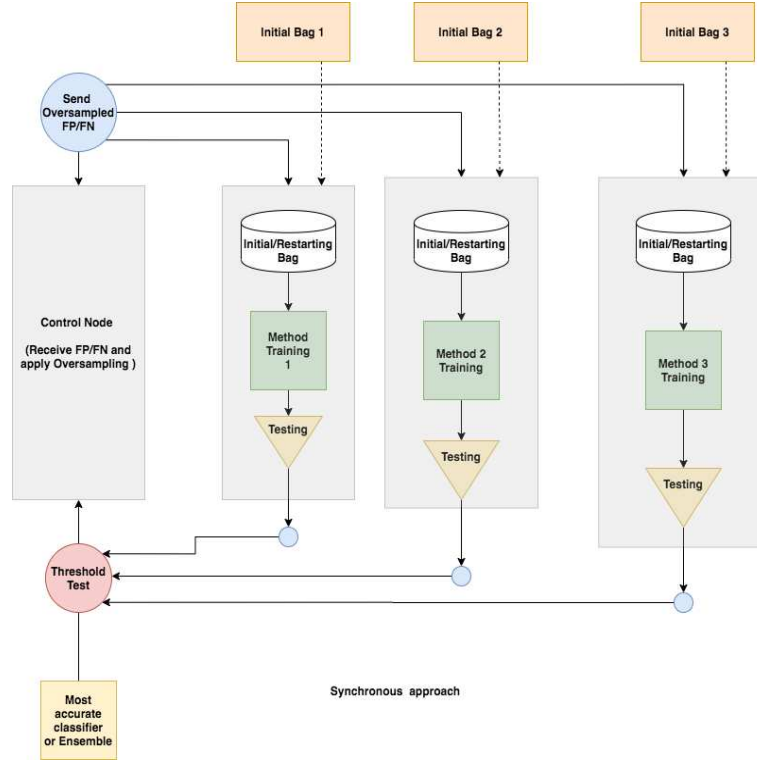 Initial Bag 1
Initial Bag 2
Initial Bag 3
Send
Oversampled
FP/FN
Initial/Restarting
Bag
Initial/Restarting
Bag
Initial/Restarting
Bag
Control Node
(Receive FP/FN and
apply Oversampling )
Method
Training
1
Method 2
Training
Method 3
Training
Testing
Testing
Testing
Threshold
Test
Most
accurate
classifier
or Ensemble
Synchronous approach